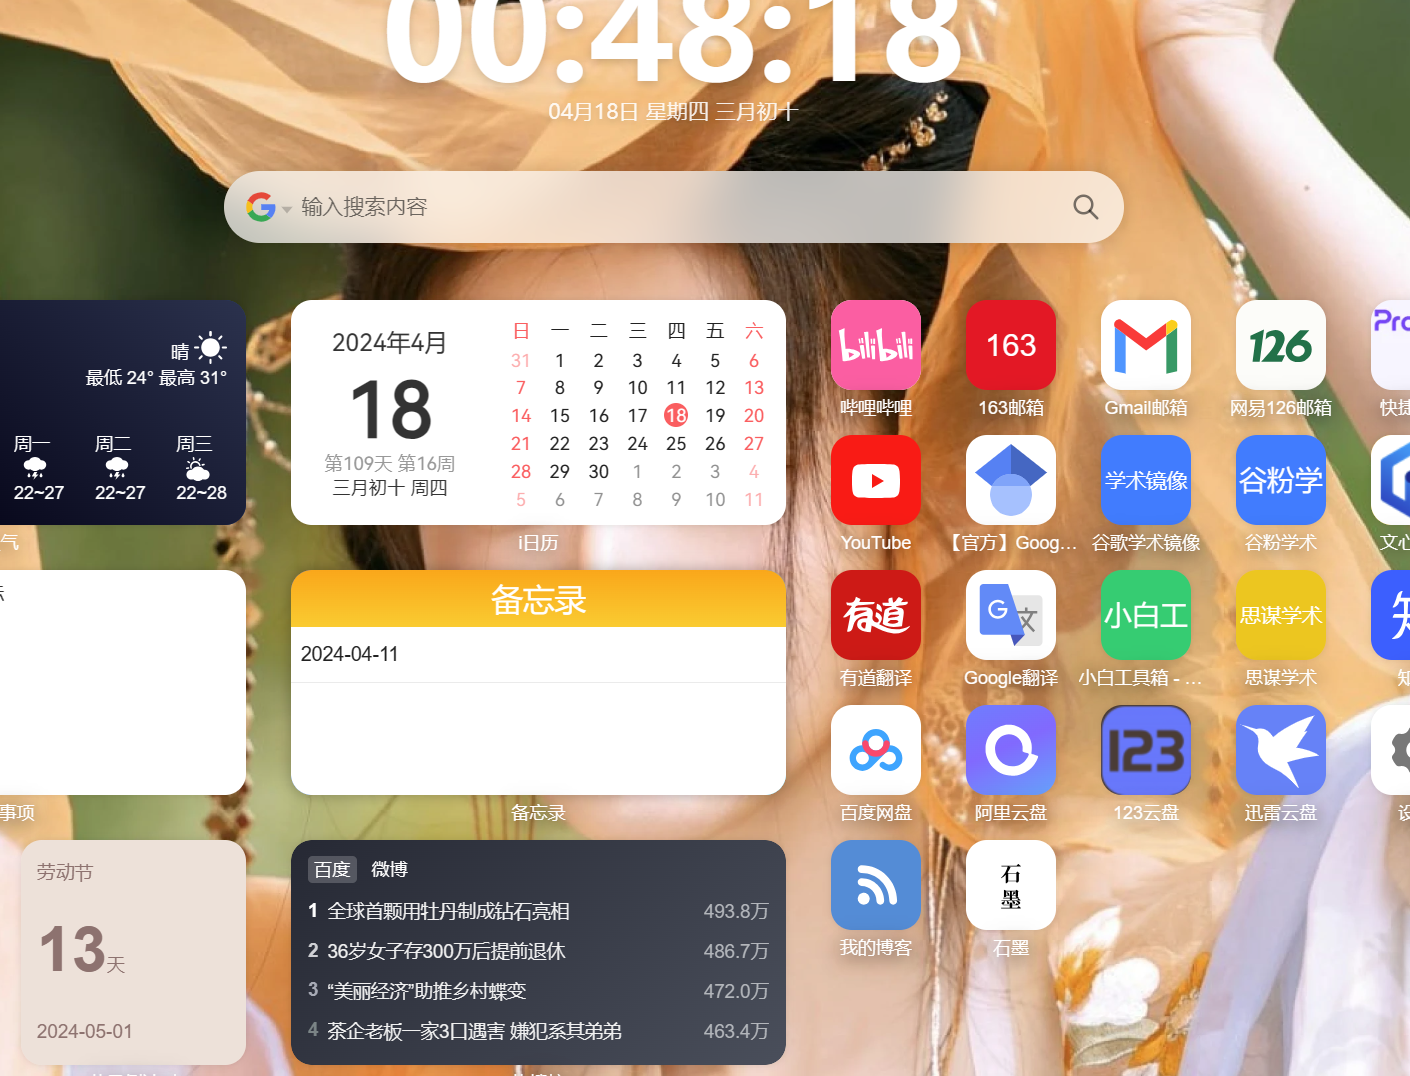 00:48:18
04月18日 星期四 三月初十
输入搜索内容
晴
最低 24° 最高 31°
周一 周二 周三
22~27 22~27 22~28
气
2024年4月
18
第109天 第16周
三月初十 周四
日 一 二 三 四 五 六
31 1 2 3 4 5 6
7 8 9 10 11 12 13
14 15 16 17 18 19 20
21 22 23 24 25 26 27
28 29 30 1 2 3 4
5 6 7 8 9 10 11
i日历
bilibili 163 126 Pro
哔哩哔哩 163邮箱 Gmail邮箱 网易126邮箱 快捷
学术镜像 谷粉学
YouTube 【官方】Goog... 谷歌学术镜像 谷粉学术 文心
备忘录
2024-04-11
事项
备忘录
有道 G 文 小白工 思谋学术 知
有道翻译 Google翻译 小白工具箱 - ... 思谋学术 知
123
百度网盘 阿里云盘 123云盘 迅雷云盘 设
劳动节
13天
2024-05-01
百度 微博
1 全球首颗用牡丹制成钻石亮相 493.8万
2 36岁女子存300万后提前退休 486.7万
3 “美丽经济”助推乡村蝶变 472.0万
4 茶企老板一家3口遇害 嫌犯系其弟弟 463.4万
石墨
我的博客 石墨